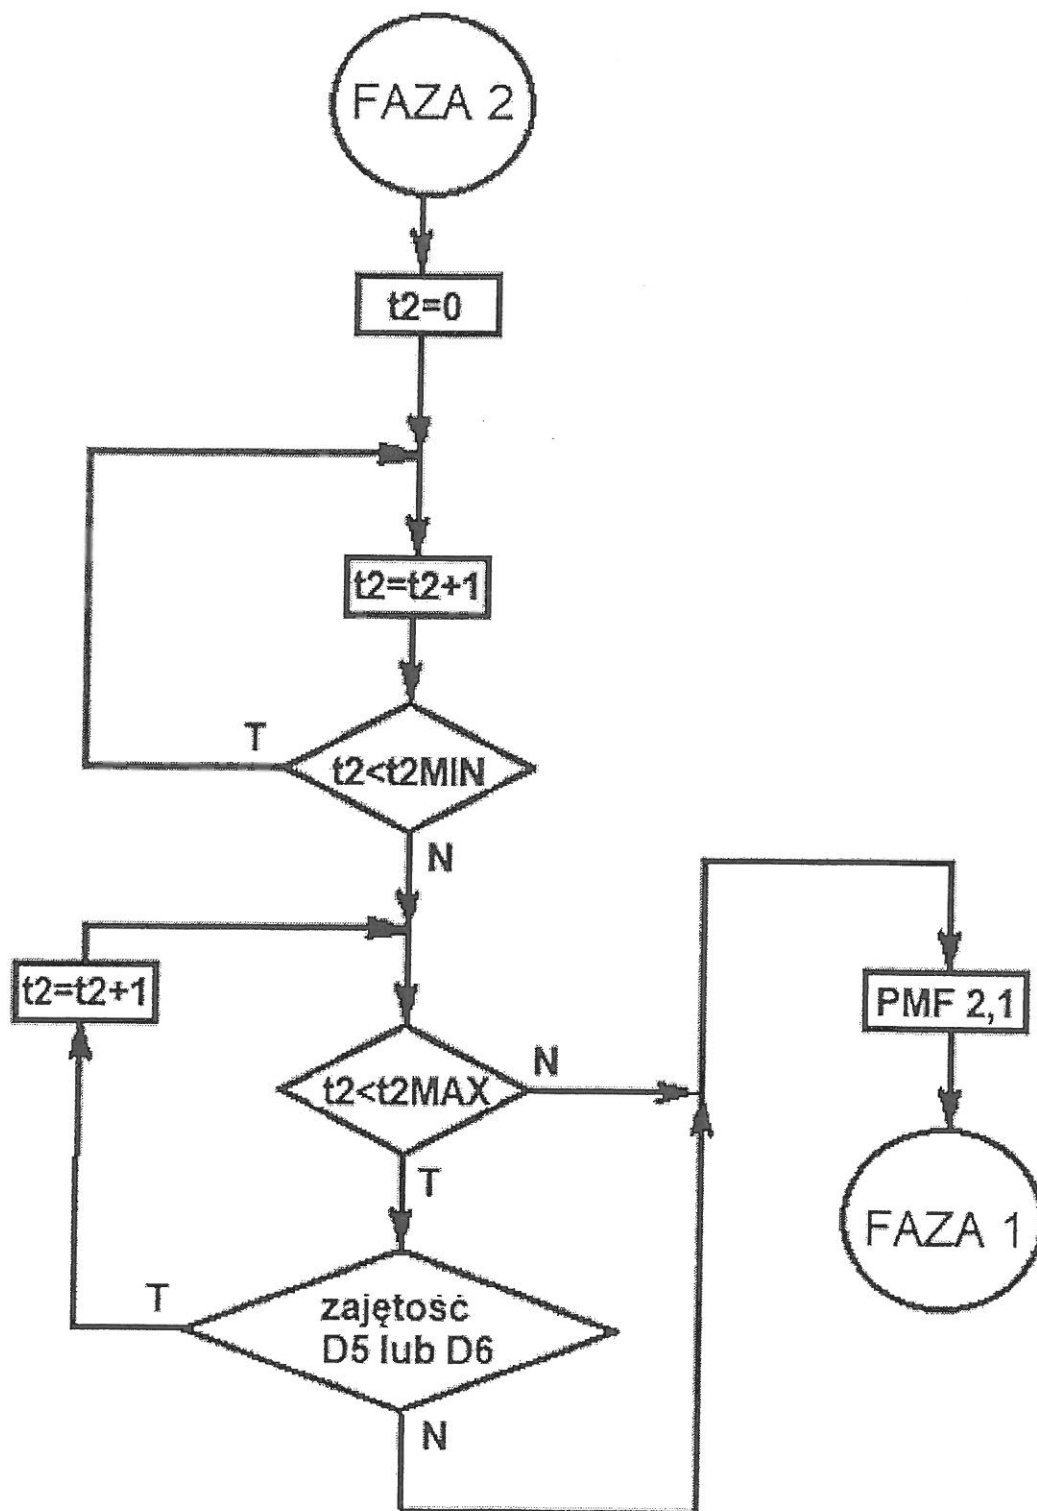 FAZA 2
t2=0
t2=t2+1
T
t2<t2MIN
N
t2=t2+1
PMF 2,1
t2<t2MAX
N
T
FAZA 1
T
zajętość
D5 lub D6
N